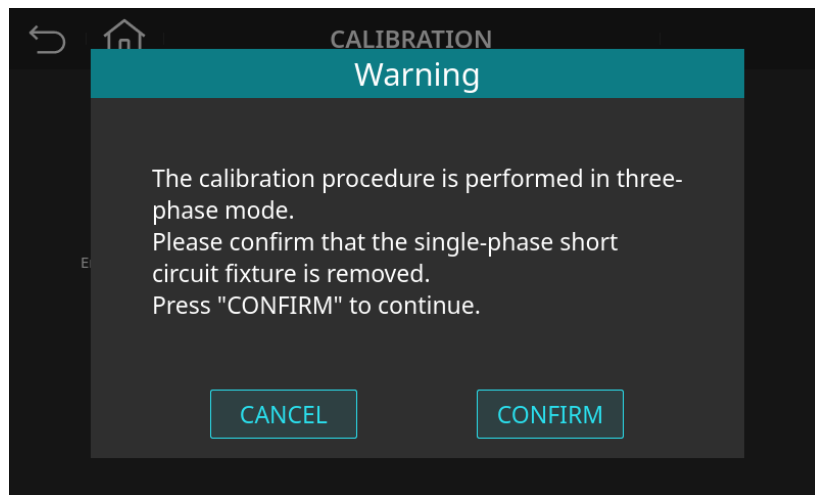 CALIBRATION
Warning
The calibration procedure is performed in three-
phase mode.
Please confirm that the single-phase short
circuit fixture is removed.
Press "CONFIRM" to continue.
CANCEL
CONFIRM